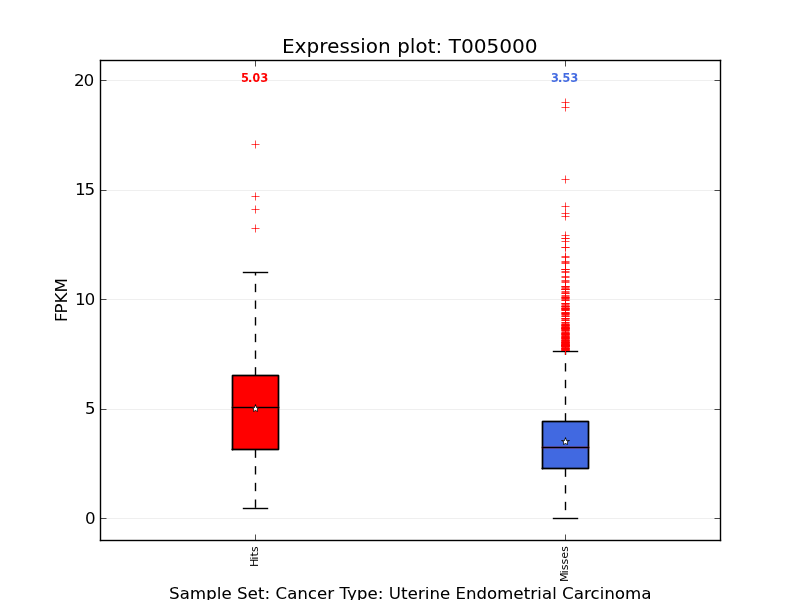 Expression plot: T005000
5.03 3.53
20
15
10
5
0
FPKM
Hits
Misses
Sample Set: Cancer Type: Uterine Endometrial Carcinoma